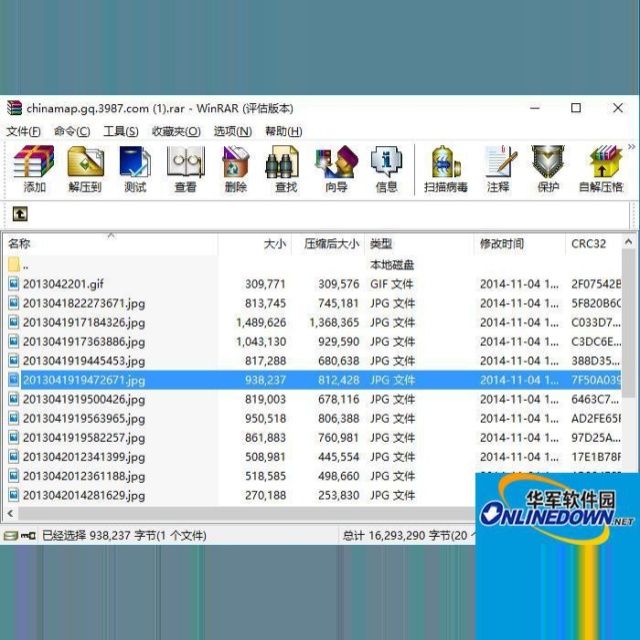 chinamap.gq.3987.com (1).rar - WinRAR (评估版本)
文件(F) 命令(C) 工具(S) 收藏夹(O) 选项(N) 帮助(H)
添加 解压到 测试 查看 删除 查找 向导 信息 扫描病毒 注释 保护 自解压格
名称 大小 压缩后大小 类型 修改时间 CRC32
.. 本地磁盘
2013042201.gif 309,771 309,576 GIF 文件 2014-11-04 1... 2F07542B
2013041822273671.jpg 813,745 745,181 JPG 文件 2014-11-04 1... 5F820B6C
2013041917184326.jpg 1,489,626 1,368,365 JPG 文件 2014-11-04 1... C033D7...
2013041917363886.jpg 1,043,130 929,590 JPG 文件 2014-11-04 1... C3DC6E...
2013041919445453.jpg 817,288 680,638 JPG 文件 2014-11-04 1... 388D35...
2013041919472671.jpg 938,237 812,428 JPG 文件 2014-11-04 1... 7F50A039
2013041919500426.jpg 819,003 678,116 JPG 文件 2014-11-04 1... 6463C7...
2013041919563965.jpg 950,518 806,388 JPG 文件 2014-11-04 1... AD2FE65
2013041919582257.jpg 861,883 760,981 JPG 文件 2014-11-04 1... 97D25A...
2013042012341399.jpg 508,981 445,554 JPG 文件 2014-11-04 1... 17E1B78F
2013042012361188.jpg 518,585 498,660 JPG 文件 2014-11-04 1...
2013042014281629.jpg 270,188 253,830 JPG 文件 2014-11-04
已经选择 938,237 字节(1 个文件) 总计 16,293,290 字节(20
华军软件园
ONLINEDOWN.NET